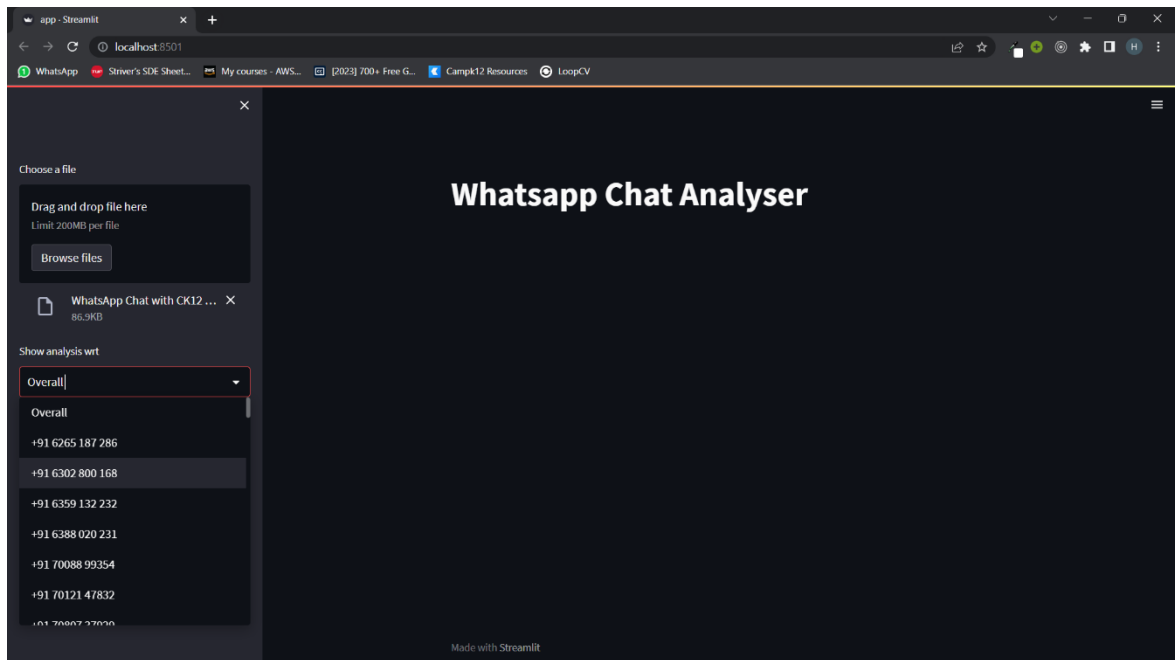 app · Streamlit
localhost:8501
WhatsApp
Striver's SDE Sheet...
My courses - AWS...
[2023] 700+ Free G...
Campk12 Resources
LoopCV
H
Choose a file
Drag and drop file here
Limit 200MB per file
Browse files
WhatsApp Chat with CK12 ...
86.9KB
Show analysis wrt
Overall
Overall
+91 6265 187 286
+91 6302 800 168
+91 6359 132 232
+91 6388 020 231
+91 70088 99354
+91 70121 47832
Whatsapp Chat Analyser
Made with Streamlit